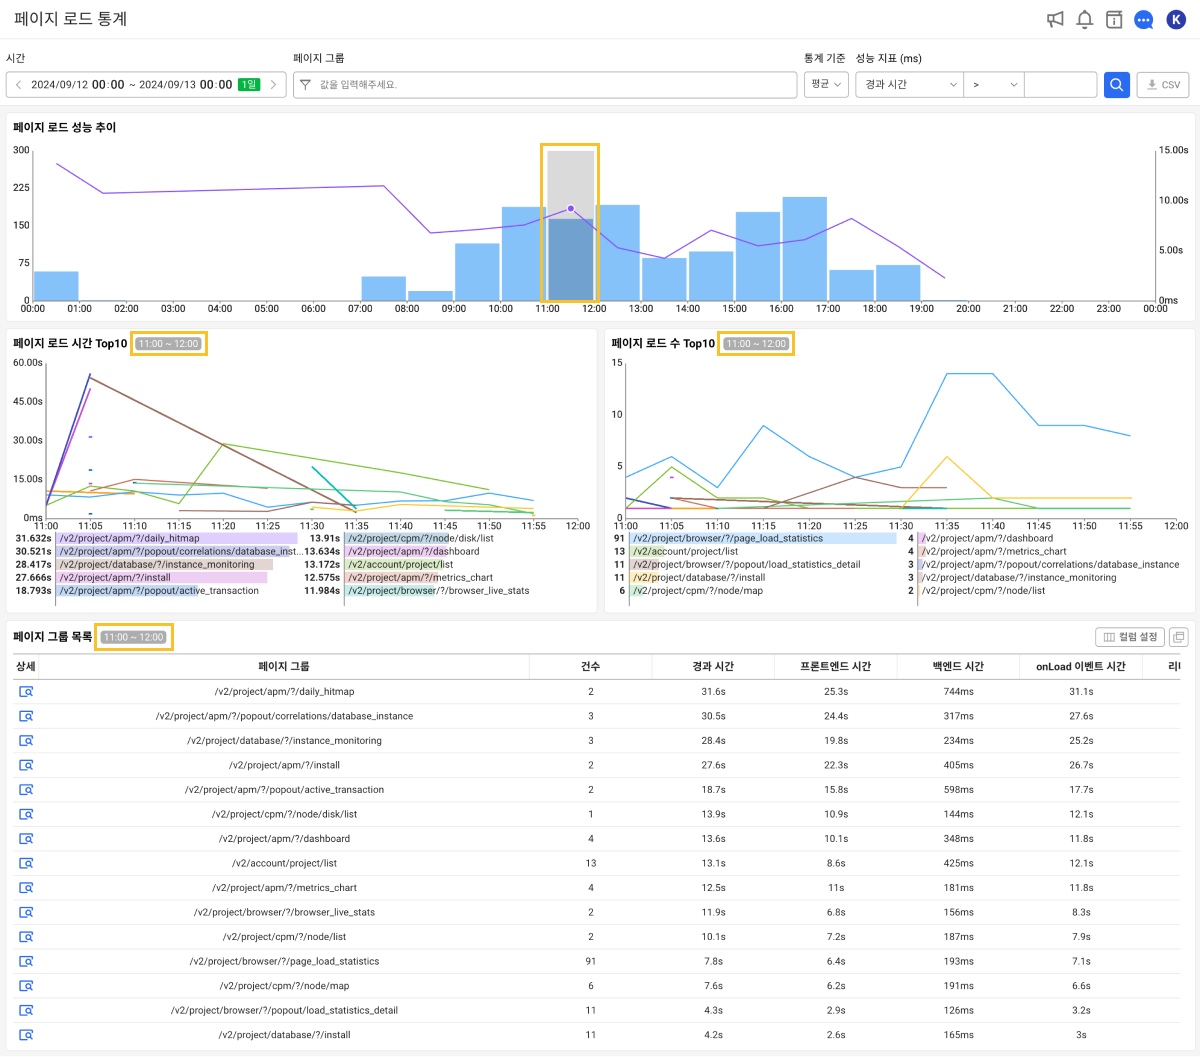 페이지 로드 통계
K
시간
페이지 그룹
통계 기준
성능 지표 (ms)
2024/09/12 00:00 ~ 2024/09/13 00:00 1일
값을 입력해주세요.
평균
경과 시간
>
CSV
페이지 로드 성능 추이
300
225
150
75
0
15.00s
10.00s
5.00s
0ms
00:00 01:00 02:00 03:00 04:00 05:00 06:00 07:00 08:00 09:00 10:00 11:00 12:00 13:00 14:00 15:00 16:00 17:00 18:00 19:00 20:00 21:00 22:00 23:00 00:00
페이지 로드 시간 Top10 11:00 ~ 12:00
60.00s
45.00s
30.00s
15.00s
0ms
11:00 11:05 11:10 11:15 11:20 11:25 11:30 11:35 11:40 11:45 11:50 11:55 12:00
31.632s /v2/project/apm/?/daily_hitmap
30.521s /v2/project/apm/?/popout/correlations/database_inst...
28.417s /v2/project/database/?/instance_monitoring
27.666s /v2/project/apm/?/install
18.793s /v2/project/apm/?/popout/active_transaction
13.91s /v2/project/cpm/?/node/disk/list
13.634s /v2/project/apm/?/dashboard
13.172s /v2/account/project/list
12.575s /v2/project/apm/?/metrics_chart
11.984s /v2/project/browser/?/browser_live_stats
페이지 로드 수 Top10 11:00 ~ 12:00
15
10
5
0
11:00 11:05 11:10 11:15 11:20 11:25 11:30 11:35 11:40 11:45 11:50 11:55 12:00
91 /v2/project/browser/?/page_load_statistics
13 /v2/account/project/list
11 /v2/project/browser/?/popout/load_statistics_detail
11 /v2/project/database/?/install
6 /v2/project/cpm/?/node/map
4 /v2/project/apm/?/dashboard
4 /v2/project/apm/?/metrics_chart
3 /v2/project/apm/?/popout/correlations/database_instance
3 /v2/project/database/?/instance_monitoring
2 /v2/project/cpm/?/node/list
페이지 그룹 목록 11:00 ~ 12:00
컬럼 설정
상세 페이지 그룹 건수 경과 시간 프론트엔드 시간 백엔드 시간 onLoad 이벤트 시간
/v2/project/apm/?/daily_hitmap 2 31.6s 25.3s 744ms 31.1s
/v2/project/apm/?/popout/correlations/database_instance 3 30.5s 24.4s 317ms 27.6s
/v2/project/database/?/instance_monitoring 3 28.4s 19.8s 234ms 25.2s
/v2/project/apm/?/install 2 27.6s 22.3s 405ms 26.7s
/v2/project/apm/?/popout/active_transaction 2 18.7s 15.8s 598ms 17.7s
/v2/project/cpm/?/node/disk/list 1 13.9s 10.9s 144ms 12.1s
/v2/project/apm/?/dashboard 4 13.6s 10.1s 348ms 11.8s
/v2/account/project/list 13 13.1s 8.6s 425ms 12.1s
/v2/project/apm/?/metrics_chart 4 12.5s 11s 181ms 11.8s
/v2/project/browser/?/browser_live_stats 2 11.9s 6.8s 156ms 8.3s
/v2/project/cpm/?/node/list 2 10.1s 7.2s 187ms 7.9s
/v2/project/browser/?/page_load_statistics 91 7.8s 6.4s 193ms 7.1s
/v2/project/cpm/?/node/map 6 7.6s 6.2s 191ms 6.6s
/v2/project/browser/?/popout/load_statistics_detail 11 4.3s 2.9s 126ms 3.2s
/v2/project/database/?/install 11 4.2s 2.6s 165ms 3s